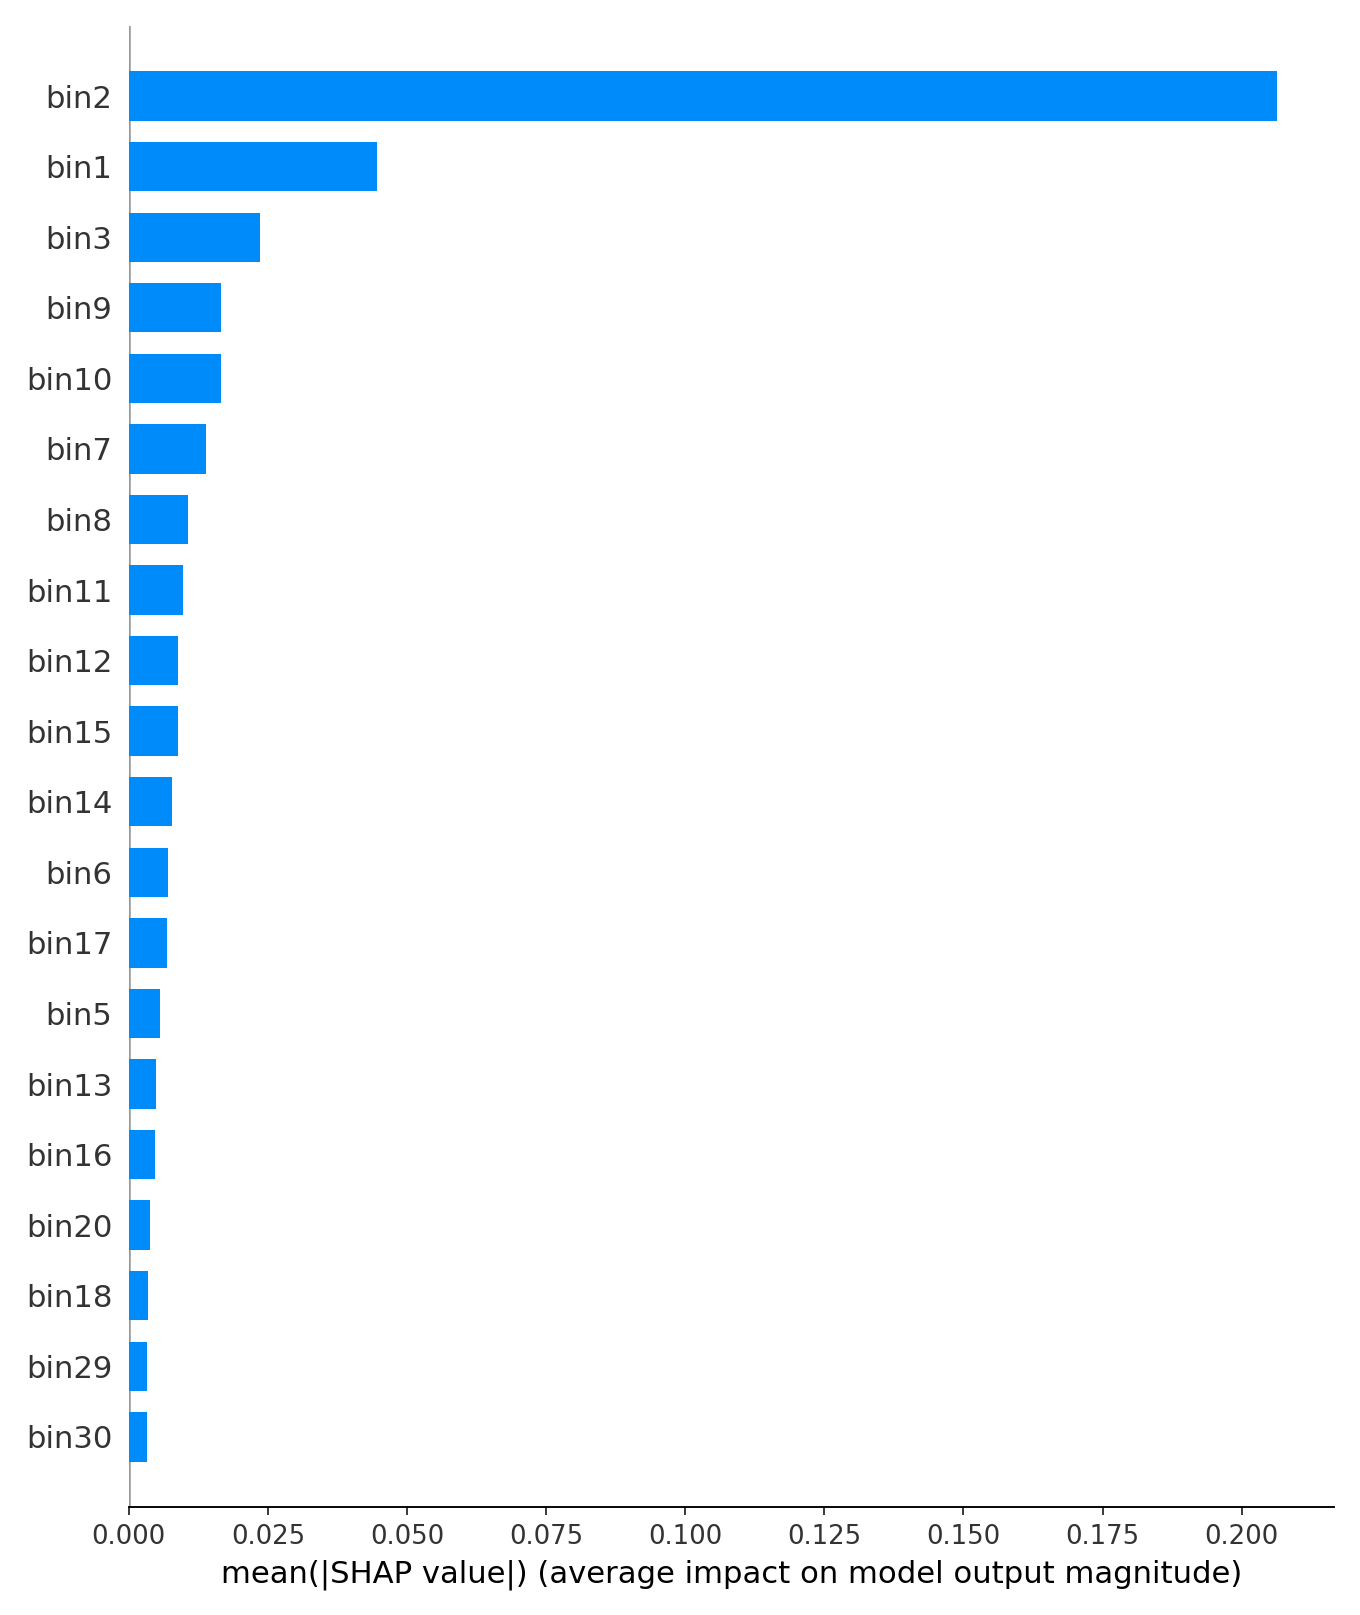 bin2
bin1
bin3
bin9
bin10
bin7
bin8
bin11
bin12
bin15
bin14
bin6
bin17
bin5
bin13
bin16
bin20
bin18
bin29
bin30
0.000 0.025 0.050 0.075 0.100 0.125 0.150 0.175 0.200
mean(|SHAP value|) (average impact on model output magnitude)